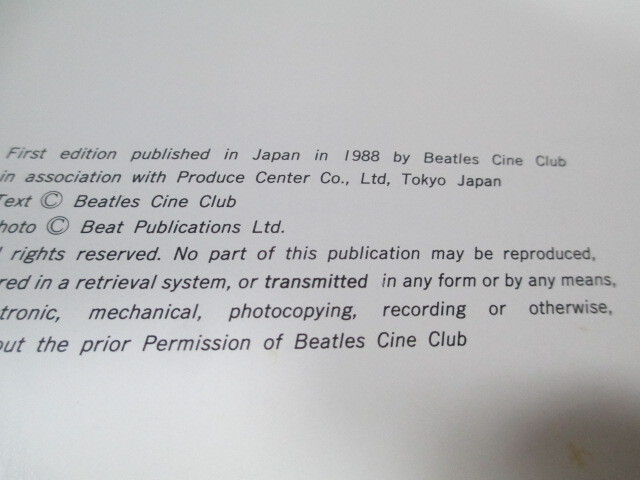 First edition published in Japan in 1988 by Beatles Cine Club
in association with Produce Center Co., Ltd, Tokyo Japan
Text © Beatles Cine Club
hoto © Beat Publications Ltd.
l rights reserved. No part of this publication may be reproduced,
red in a retrieval system, or transmitted in any form or by any means,
tronic, mechanical, photocopying, recording or otherwise,
out the prior Permission of Beatles Cine Club